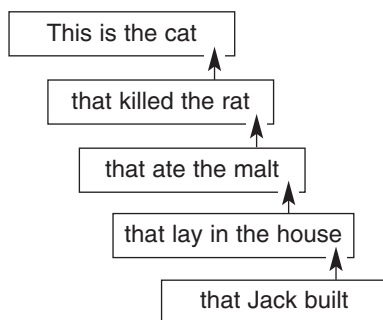 This is the cat
that killed the rat
that ate the malt
that lay in the house
that Jack built